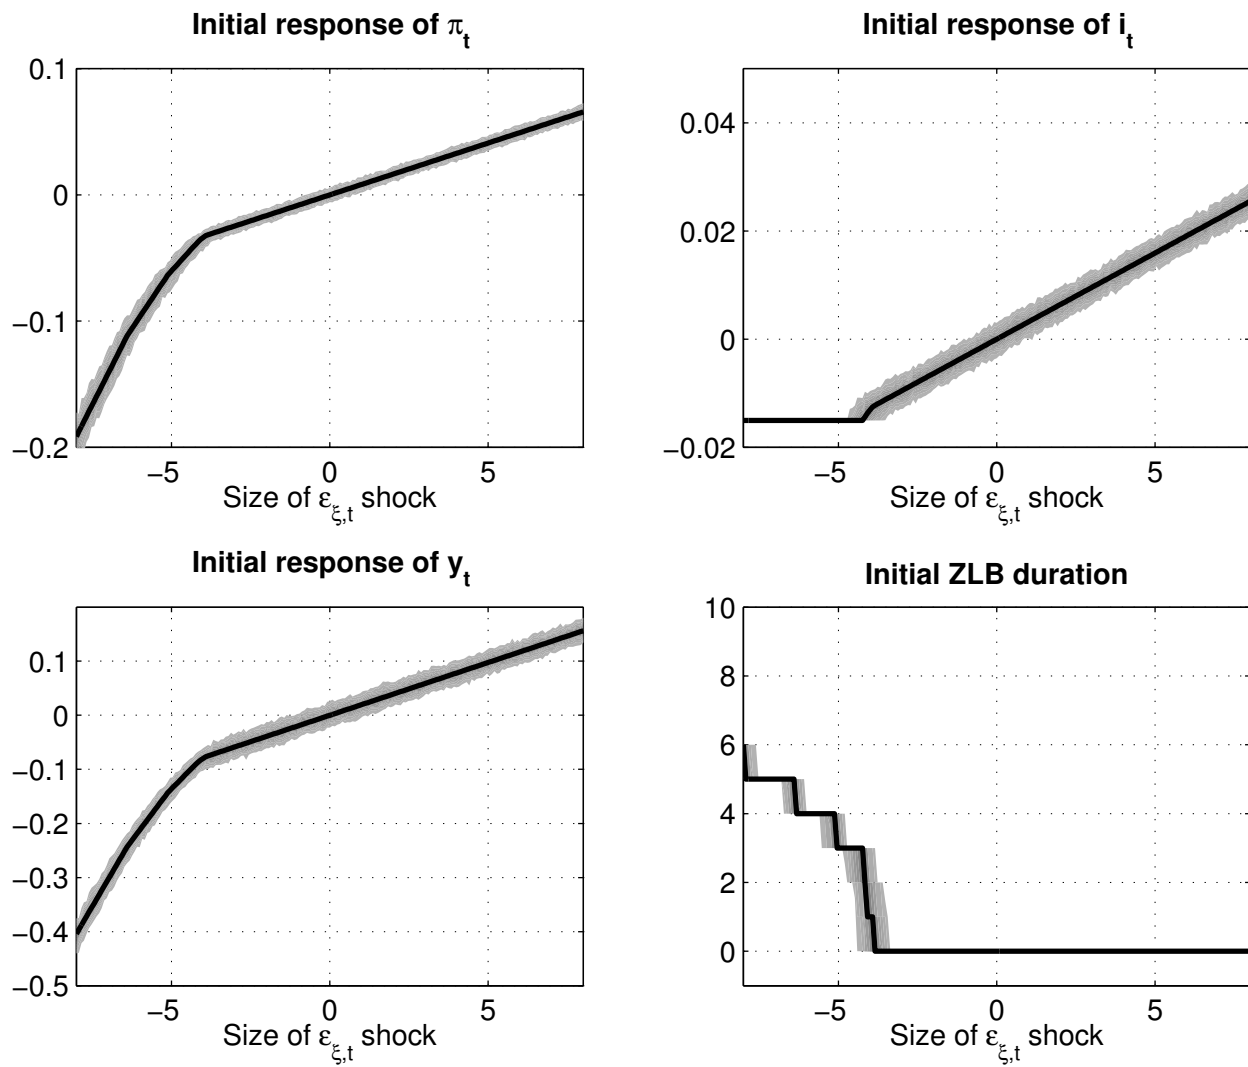 Initial response of π_t
0.1
0
−0.1
−0.2
−5 0 5
Size of ε_ξ,t shock
Initial response of i_t
0.04
0.02
0
−0.02
−5 0 5
Size of ε_ξ,t shock
Initial response of y_t
0.1
0
−0.1
−0.2
−0.3
−0.4
−0.5
−5 0 5
Size of ε_ξ,t shock
Initial ZLB duration
10
8
6
4
2
0
−5 0 5
Size of ε_ξ,t shock